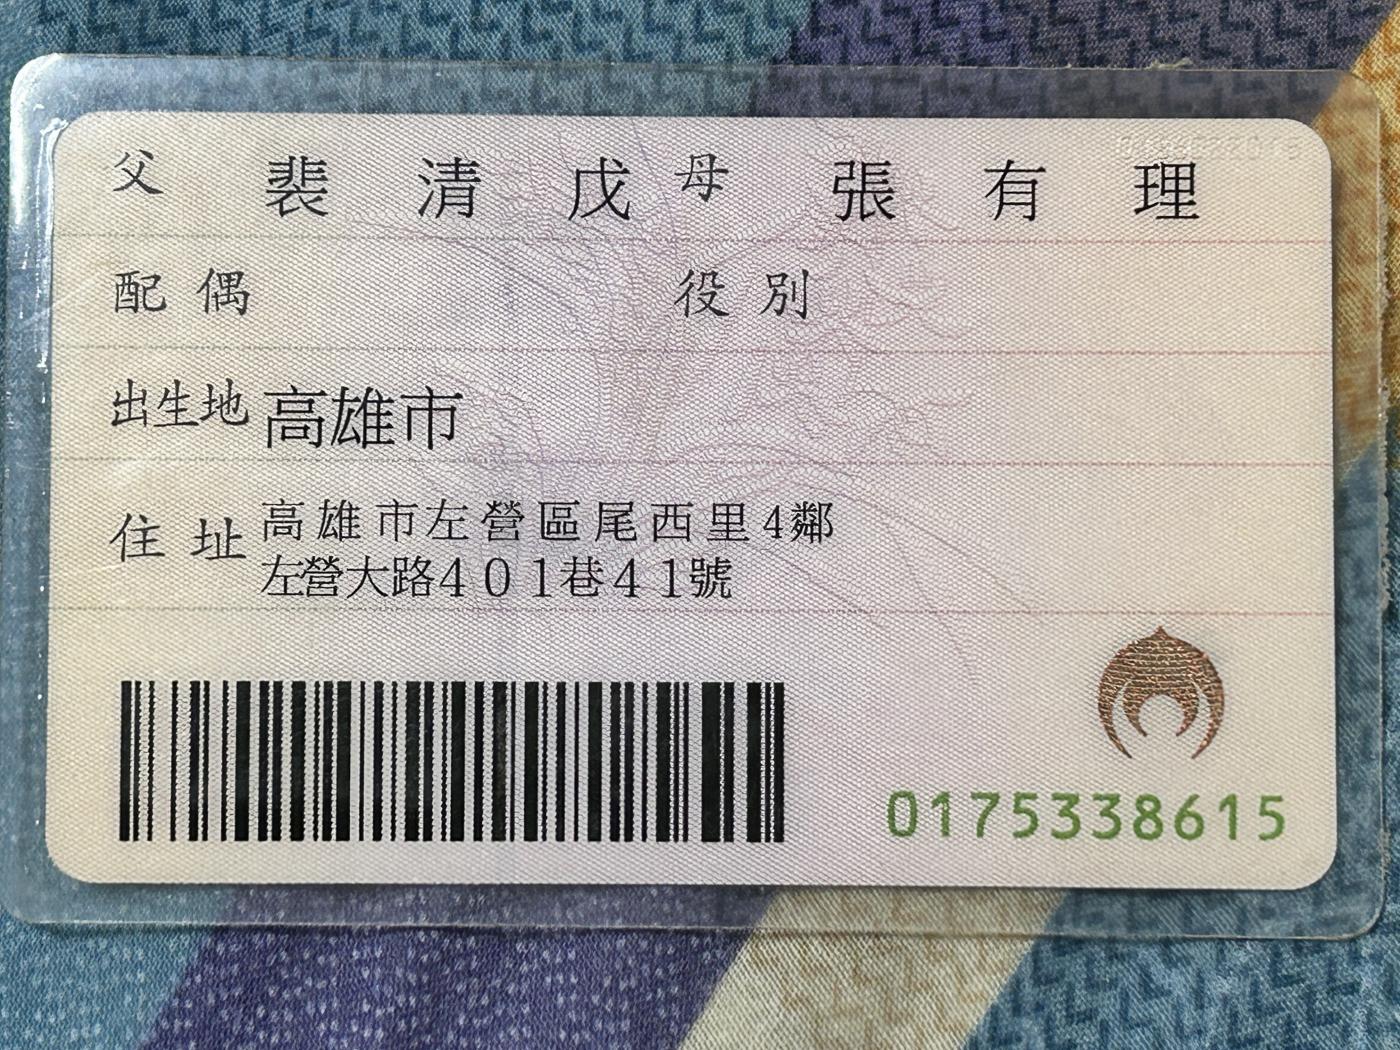 父 裴清戊 母 張有理
配偶 役別
出生地 高雄市
住址 高雄市左營區尾西里4鄰
左營大路401巷41號
0175338615